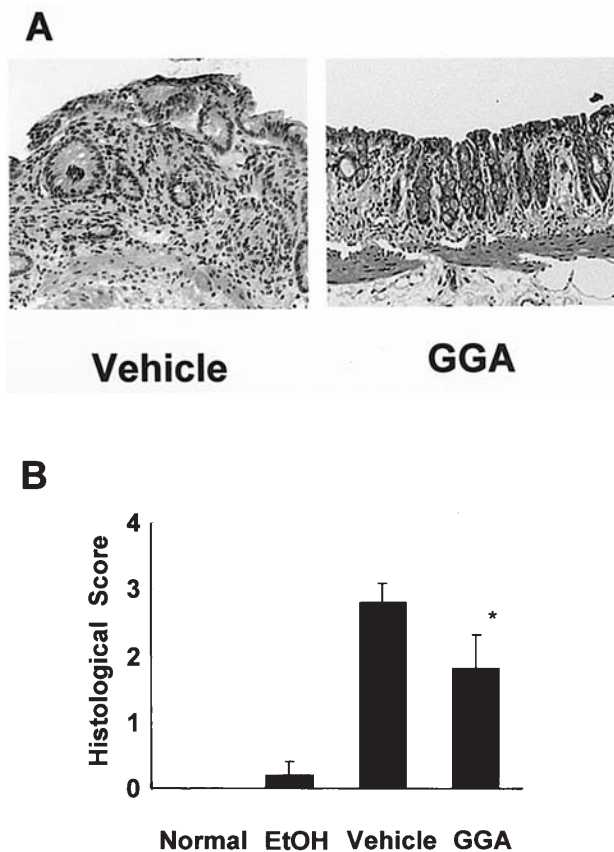 A
Vehicle GGA
B
Histological Score
4
3
2
1
0
*
Normal EtOH Vehicle GGA